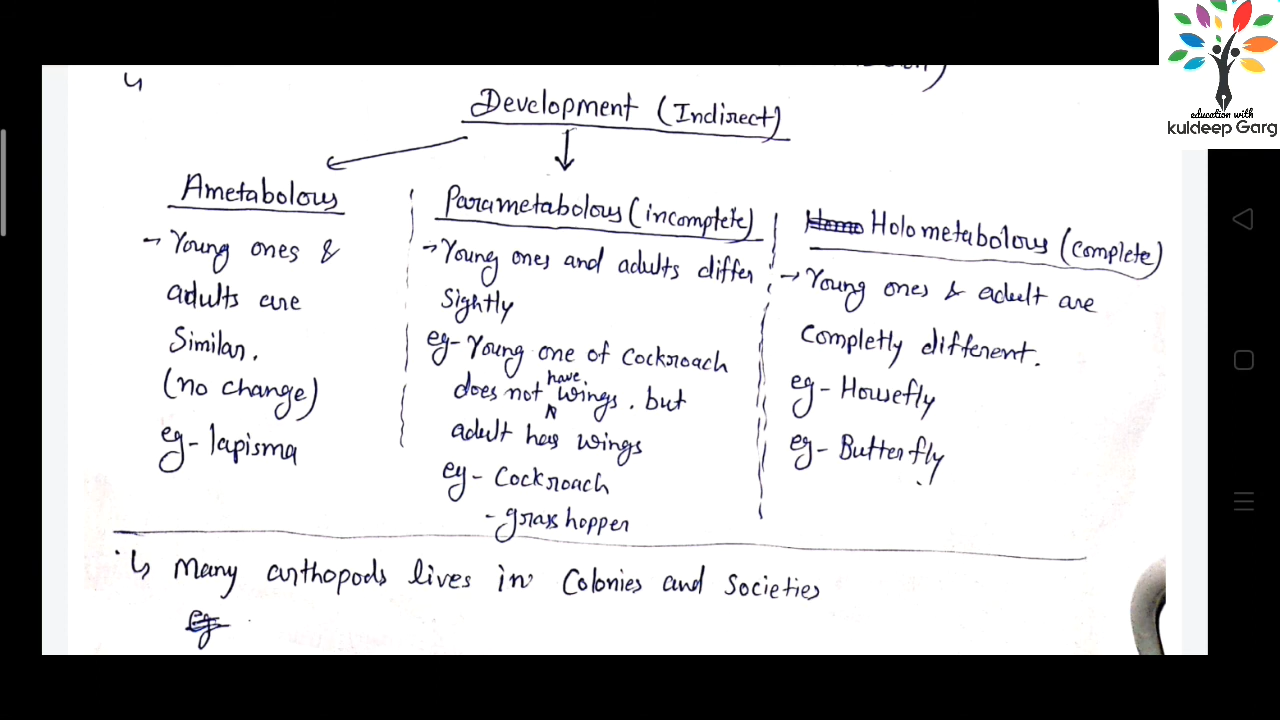 education with
kuldeep Garg
Development (Indirect)
Ametabolous
Young ones &
adults are
Similar.
(no change)
eg- lapisma
Parametabolous (incomplete)
Young ones and adults differ
Sightly
eg- Young one of Cockroach
does not have wings. but
adult has wings
eg- Cockroach
- grass hopper
Holometabolous (complete)
Young ones & adult are
Completly different.
eg- Housefly
eg- Butterfly
Many arthopods lives in Colonies and Societies
eg